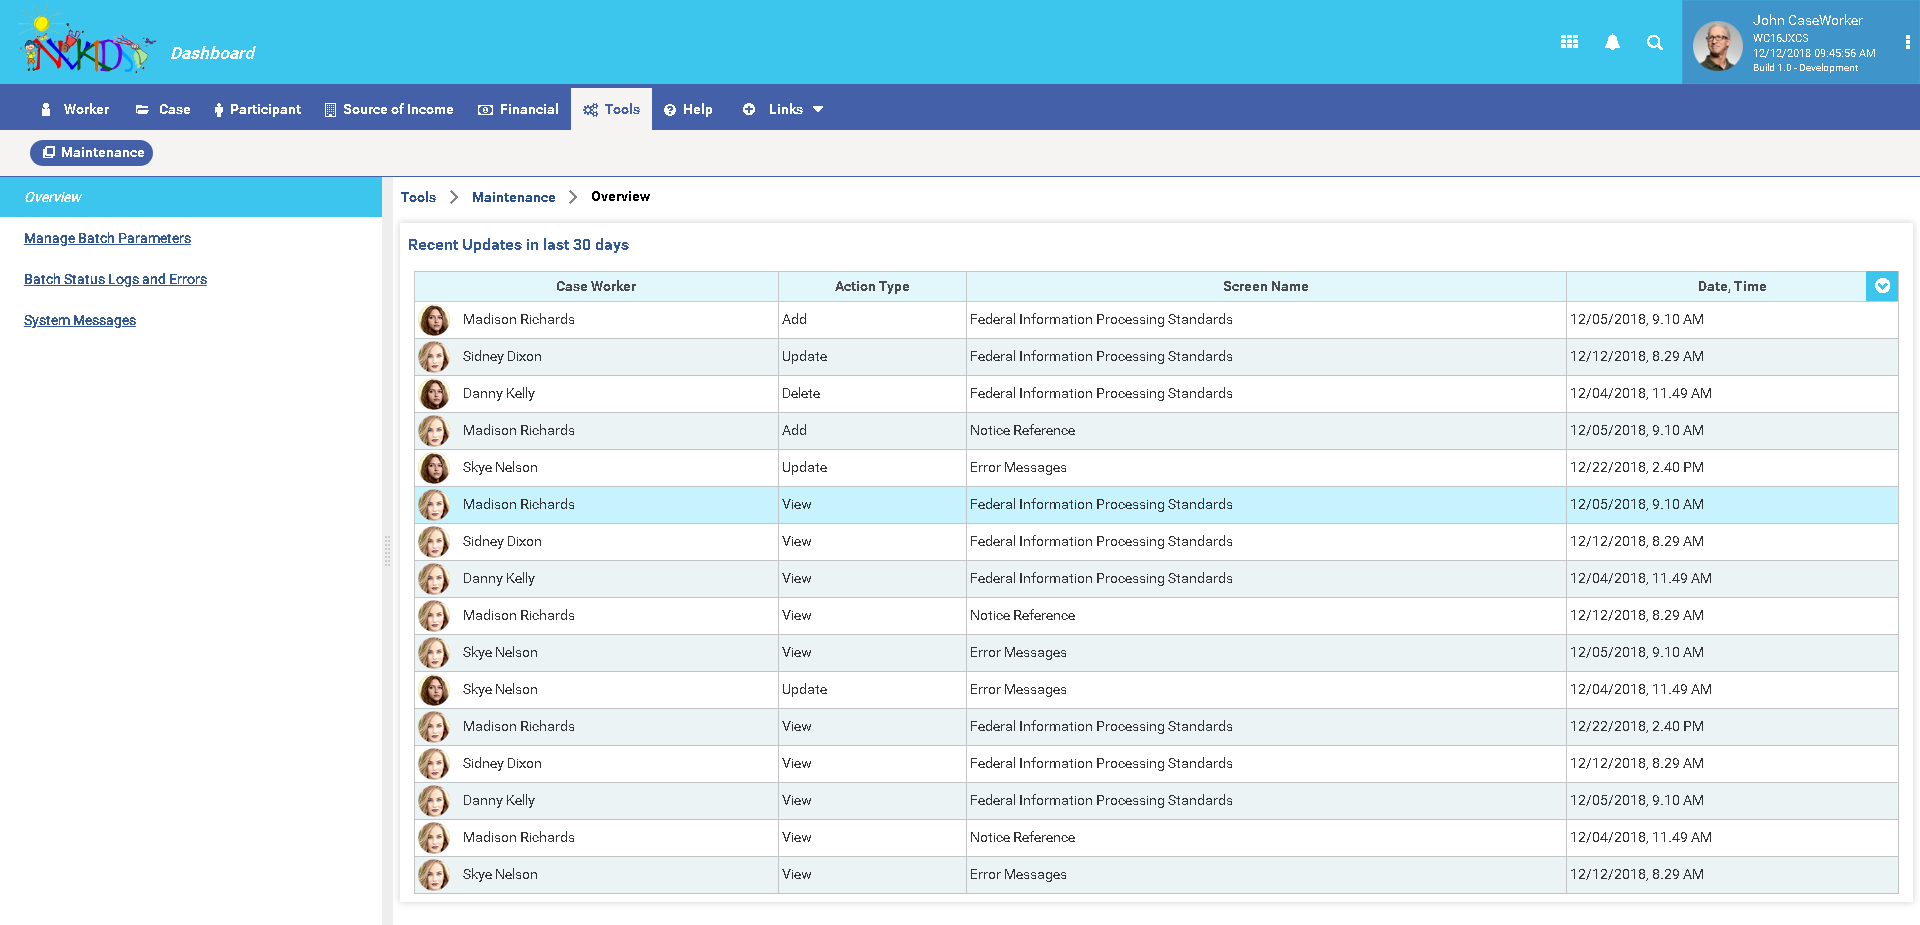 NCKIDS
Dashboard
John CaseWorker
WC16JXCS
12/12/2018 09:45:56 AM
Build 1.0 - Development
Worker Case Participant Source of Income Financial Tools Help Links
Maintenance
Overview
Manage Batch Parameters
Batch Status Logs and Errors
System Messages
Tools > Maintenance > Overview
Recent Updates in last 30 days
Case Worker Action Type Screen Name Date, Time
Madison Richards Add Federal Information Processing Standards 12/05/2018, 9.10 AM
Sidney Dixon Update Federal Information Processing Standards 12/12/2018, 8.29 AM
Danny Kelly Delete Federal Information Processing Standards 12/04/2018, 11.49 AM
Madison Richards Add Notice Reference 12/05/2018, 9.10 AM
Skye Nelson Update Error Messages 12/22/2018, 2.40 PM
Madison Richards View Federal Information Processing Standards 12/05/2018, 9.10 AM
Sidney Dixon View Federal Information Processing Standards 12/12/2018, 8.29 AM
Danny Kelly View Federal Information Processing Standards 12/04/2018, 11.49 AM
Madison Richards View Notice Reference 12/12/2018, 8.29 AM
Skye Nelson View Error Messages 12/05/2018, 9.10 AM
Skye Nelson Update Error Messages 12/04/2018, 11.49 AM
Madison Richards View Federal Information Processing Standards 12/22/2018, 2.40 PM
Sidney Dixon View Federal Information Processing Standards 12/12/2018, 8.29 AM
Danny Kelly View Federal Information Processing Standards 12/05/2018, 9.10 AM
Madison Richards View Notice Reference 12/04/2018, 11.49 AM
Skye Nelson View Error Messages 12/12/2018, 8.29 AM